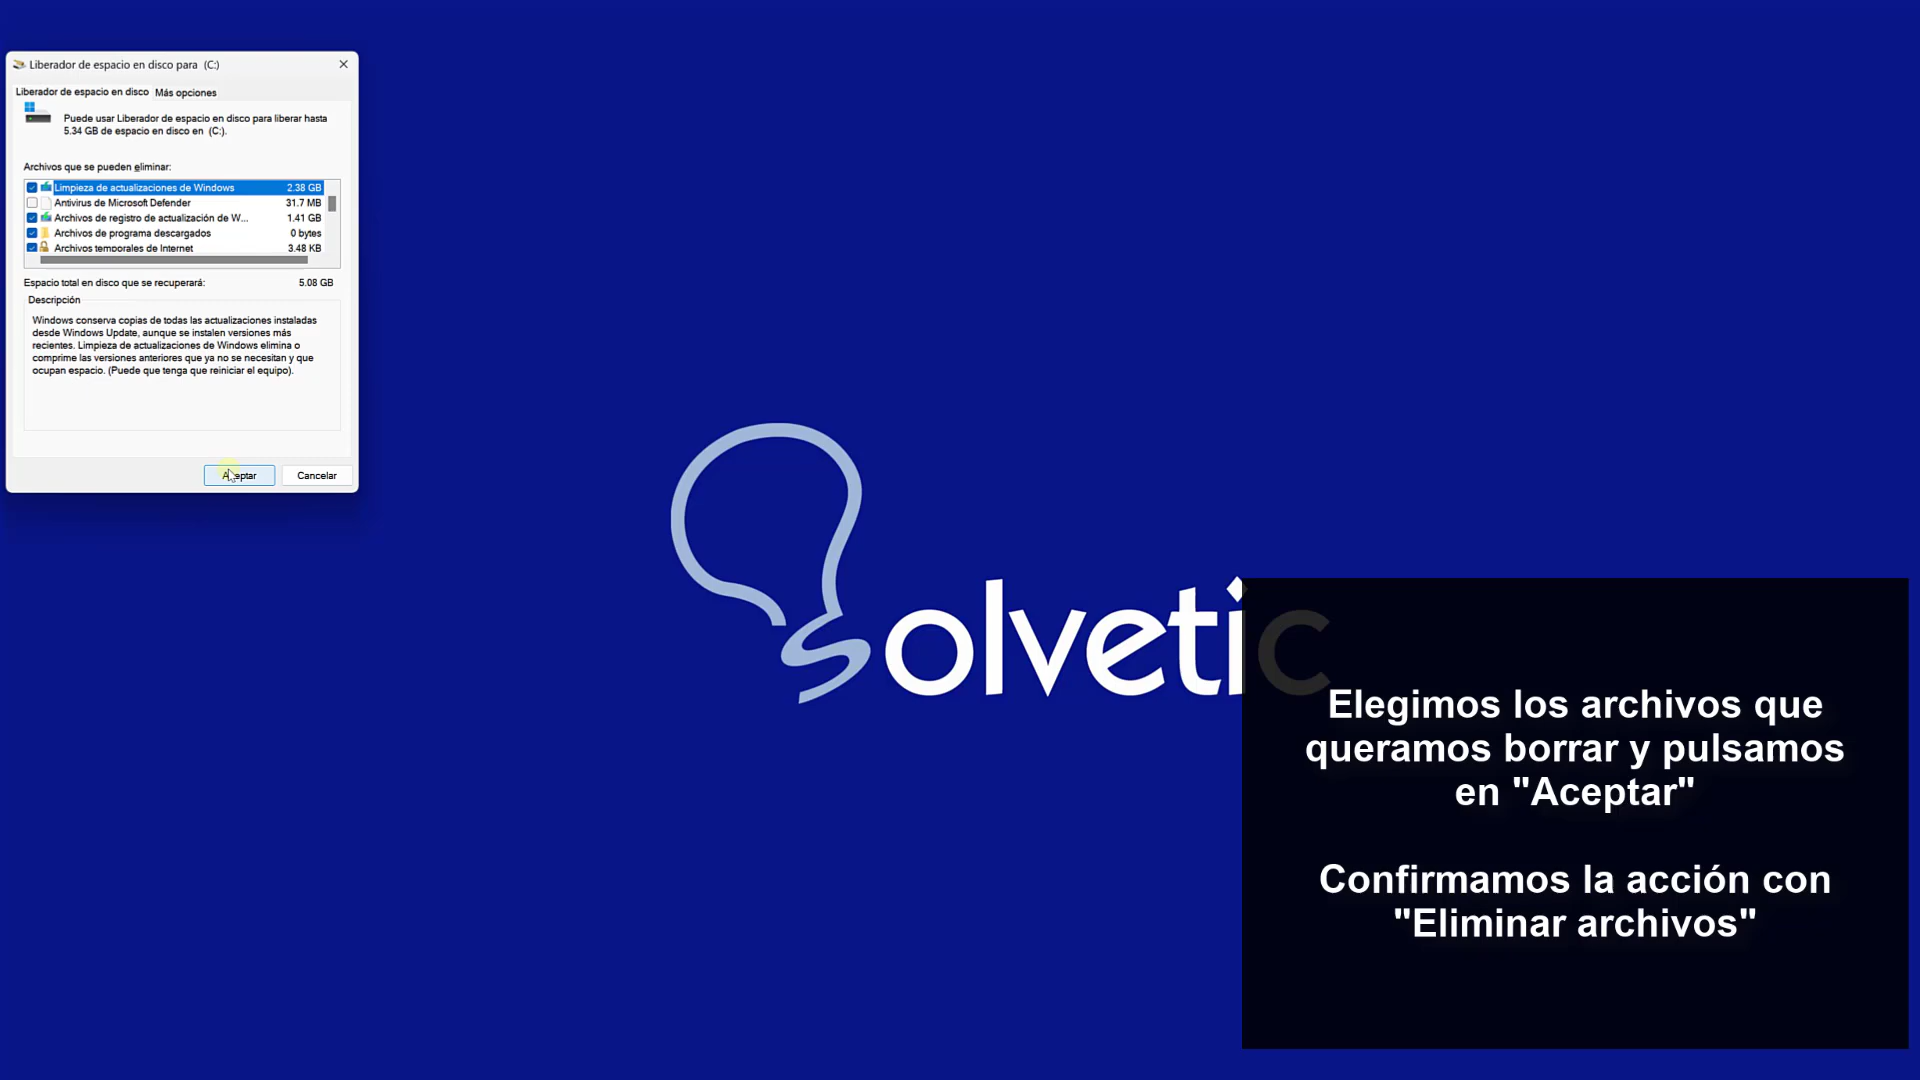 Liberador de espacio en disco para (C:)
Liberador de espacio en disco
Más opciones
Puede usar Liberador de espacio en disco para liberar hasta
5.34 GB de espacio en disco en (C:).
Archivos que se pueden eliminar:
Limpieza de actualizaciones de Windows 2.38 GB
Antivirus de Microsoft Defender 31.7 MB
Archivos de registro de actualización de W... 1.41 GB
Archivos de programa descargados 0 bytes
Archivos temporales de Internet 3.48 KB
Espacio total en disco que se recuperará: 5.08 GB
Descripción
Windows conserva copias de todas las actualizaciones instaladas
desde Windows Update, aunque se instalen versiones más
recientes. Limpieza de actualizaciones de Windows elimina o
comprime las versiones anteriores que ya no se necesitan y que
ocupan espacio. (Puede que tenga que reiniciar el equipo).
Aceptar
Cancelar
Solvetic
Elegimos los archivos que
queramos borrar y pulsamos
en "Aceptar"
Confirmamos la acción con
"Eliminar archivos"